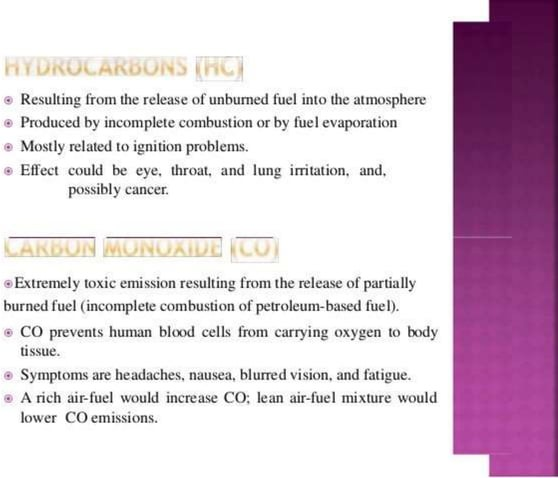 HYDROCARBONS (HC)
Resulting from the release of unburned fuel into the atmosphere
Produced by incomplete combustion or by fuel evaporation
Mostly related to ignition problems.
Effect could be eye, throat, and lung irritation, and,
possibly cancer.
CARBON MONOXIDE (CO)
Extremely toxic emission resulting from the release of partially
burned fuel (incomplete combustion of petroleum-based fuel).
CO prevents human blood cells from carrying oxygen to body
tissue.
Symptoms are headaches, nausea, blurred vision, and fatigue.
A rich air-fuel would increase CO; lean air-fuel mixture would
lower CO emissions.